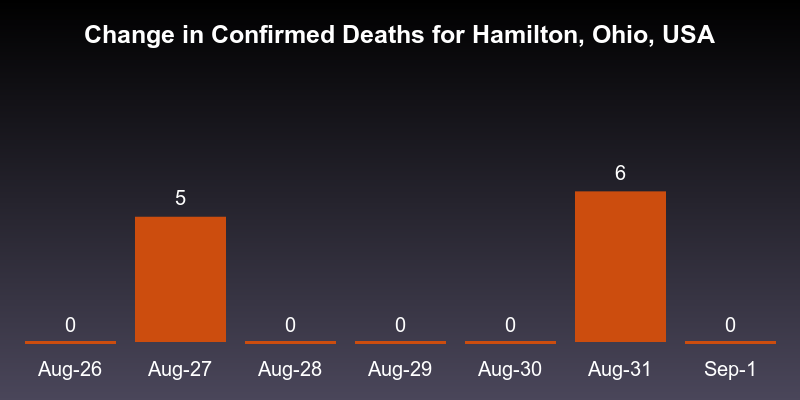 Change in Confirmed Deaths for Hamilton, Ohio, USA
6
5
0 0 0 0 0
Aug-26 Aug-27 Aug-28 Aug-29 Aug-30 Aug-31 Sep-1